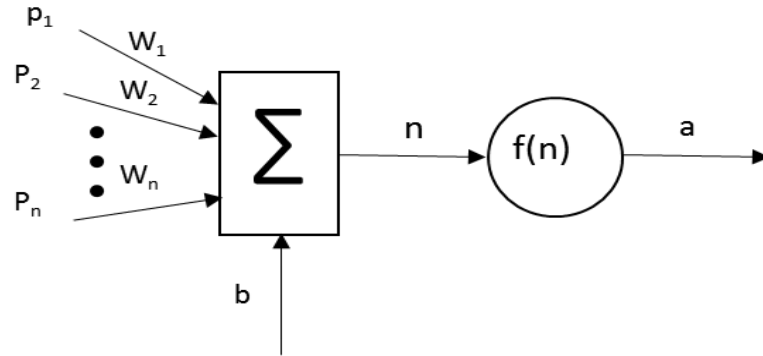 p₁
W₁
P₂
W₂
Wₙ
Pₙ
Σ
n
f(n)
a
b